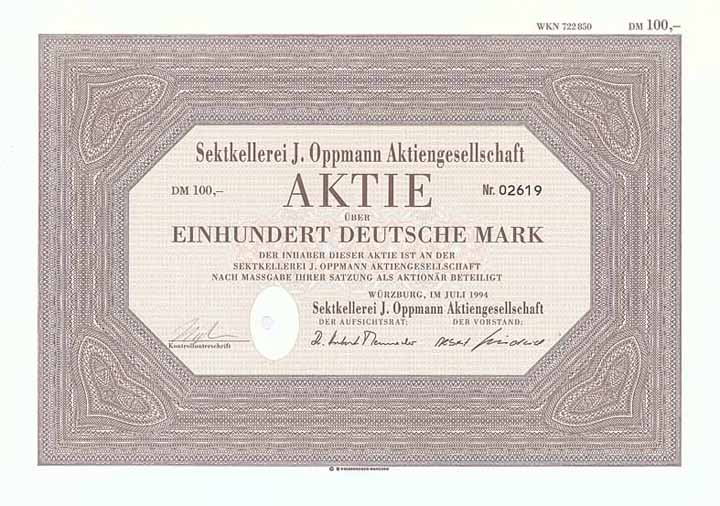 WKN 722 850 DM 100,–
Sektkellerei J. Oppmann Aktiengesellschaft
DM 100,– AKTIE Nr. 02619
ÜBER
EINHUNDERT DEUTSCHE MARK
DER INHABER DIESER AKTIE IST AN DER
SEKTKELLEREI J. OPPMANN AKTIENGESELLSCHAFT
NACH MASSGABE IHRER SATZUNG ALS AKTIONÄR BETEILIGT
WÜRZBURG, IM JULI 1994
Sektkellerei J. Oppmann Aktiengesellschaft
DER AUFSICHTSRAT: DER VORSTAND:
Kontrollunterschrift